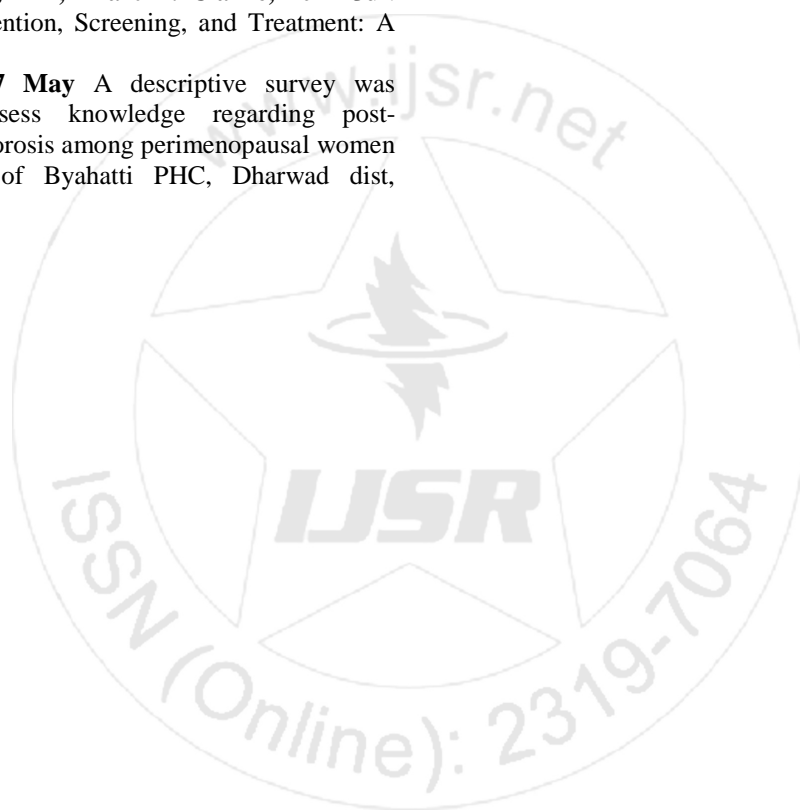 ention, Screening, and Treatment: A
7 May A descriptive survey was
sess knowledge regarding post-
orosis among perimenopausal women
of Byahatti PHC, Dharwad dist,
www.ijsr.net
IJSR
ISSN (Online): 2319-7064